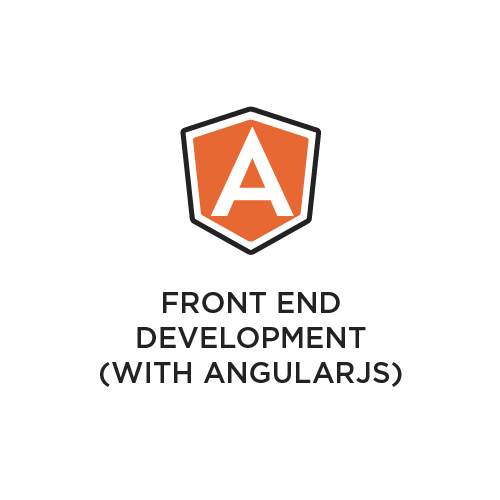 A
FRONT END
DEVELOPMENT
(WITH ANGULARJS)